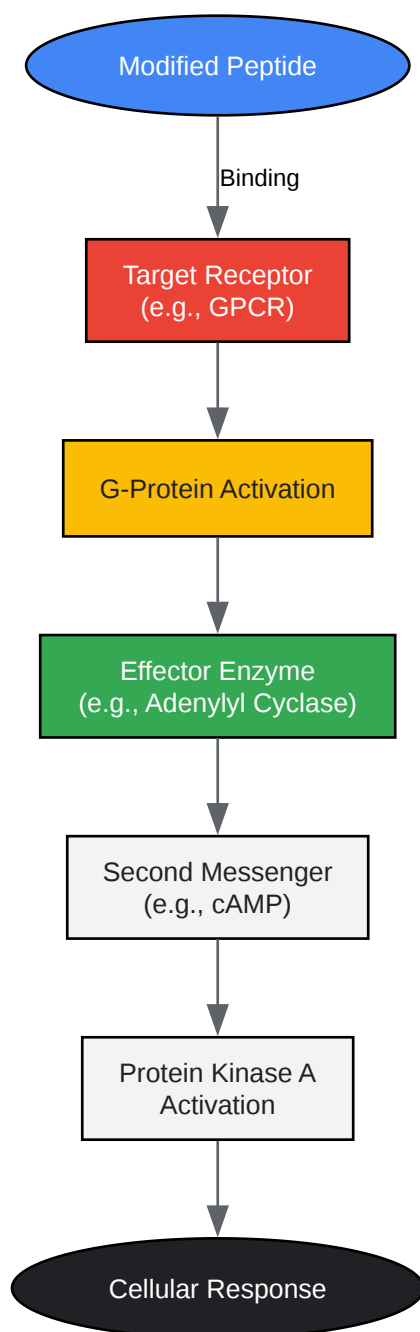 Modified Peptide
Binding
Target Receptor
(e.g., GPCR)
G-Protein Activation
Effector Enzyme
(e.g., Adenylyl Cyclase)
Second Messenger
(e.g., cAMP)
Protein Kinase A
Activation
Cellular Response